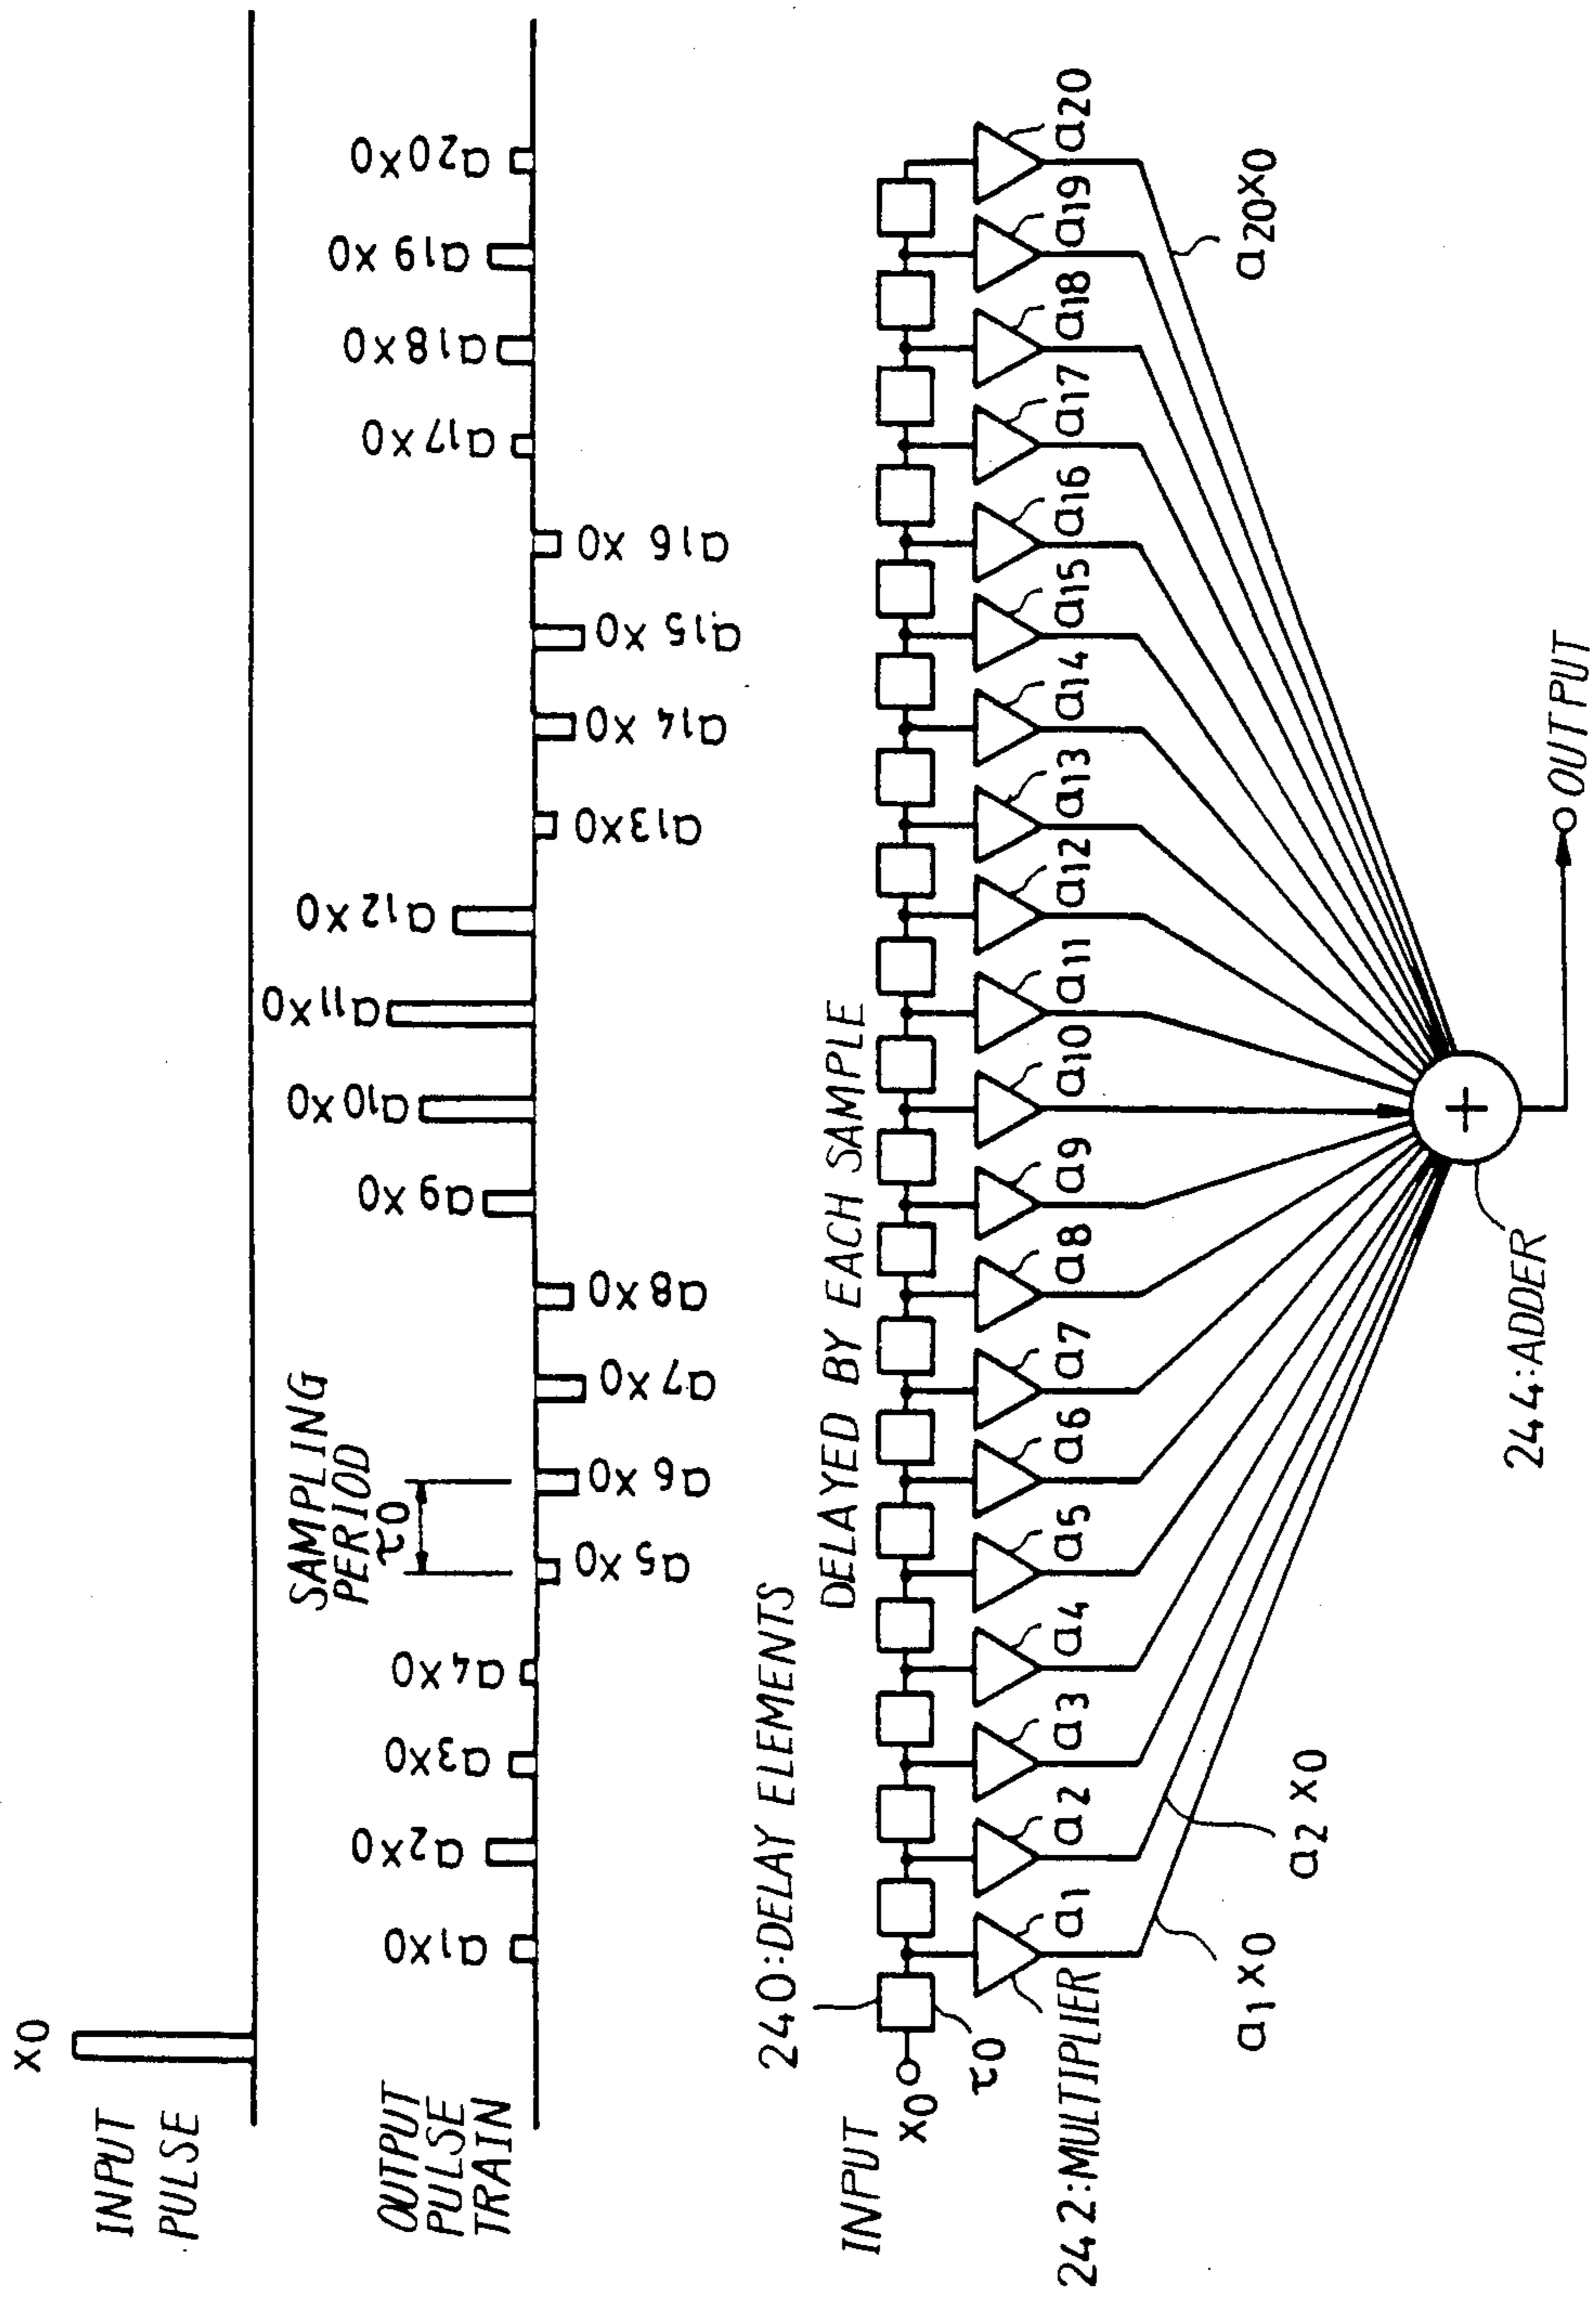 INPUT
PULSE
x0
OUTPUT
PULSE
TRAIN
SAMPLING
PERIOD
τ0
a1x0
a2x0
a3x0
a4x0
a5x0
a6x0
a7x0
a8x0
a9x0
a10x0
a11x0
a12x0
a13x0
a14x0
a15x0
a16x0
a17x0
a18x0
a19x0
a20x0
240:DELAY ELEMENTS
DELAYED BY EACH SAMPLE
INPUT
x0
τ0
242:MULTIPLIER
a1
a2
a3
a4
a5
a6
a7
a8
a9
a10
a11
a12
a13
a14
a15
a16
a17
a18
a19
a20
a1x0
a2x0
a20x0
+
244:ADDER
OUTPUT